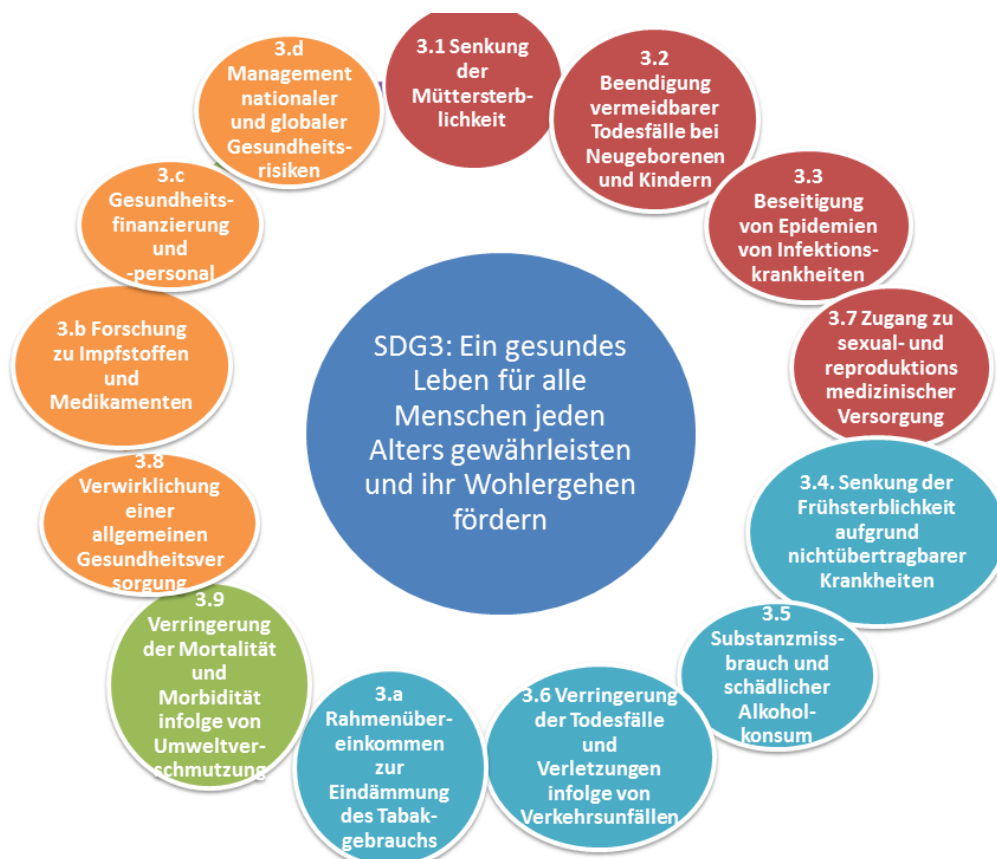 3.1 Senkung
der
Müttersterb-
lichkeit
3.2
Beendigung
vermeidbarer
Todesfälle bei
Neugeborenen
und Kindern
3.3
Beseitigung
von Epidemien
von Infektions-
krankheiten
3.7 Zugang zu
sexual- und
reproduktions
medizinischer
Versorgung
3.4. Senkung der
Frühsterblichkeit
aufgrund
nichtübertragbarer
Krankheiten
3.5
Substanzmiss-
brauch und
schädlicher
Alkohol-
konsum
3.6 Verringerung
der Todesfälle
und
Verletzungen
infolge von
Verkehrsunfällen
3.a
Rahmenüber-
einkommen
zur
Eindämmung
des Tabak-
gebrauchs
3.9
Verringerung
der Mortalität
und
Morbidität
infolge von
Umweltver-
schmutzung
3.8
Verwirklichung
einer
allgemeinen
Gesundheitsver
sorgung
3.b Forschung
zu Impfstoffen
und
Medikamenten
3.c
Gesundheits-
finanzierung
und
-personal
3.d
Management
nationaler
und globaler
Gesundheits-
risiken
SDG3: Ein gesundes
Leben für alle
Menschen jeden
Alters gewährleisten
und ihr Wohlergehen
fördern